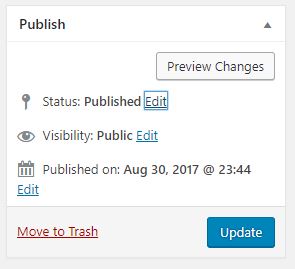 Publish
Preview Changes
Status: Published Edit
Visibility: Public Edit
Published on: Aug 30, 2017 @ 23:44
Edit
Move to Trash Update